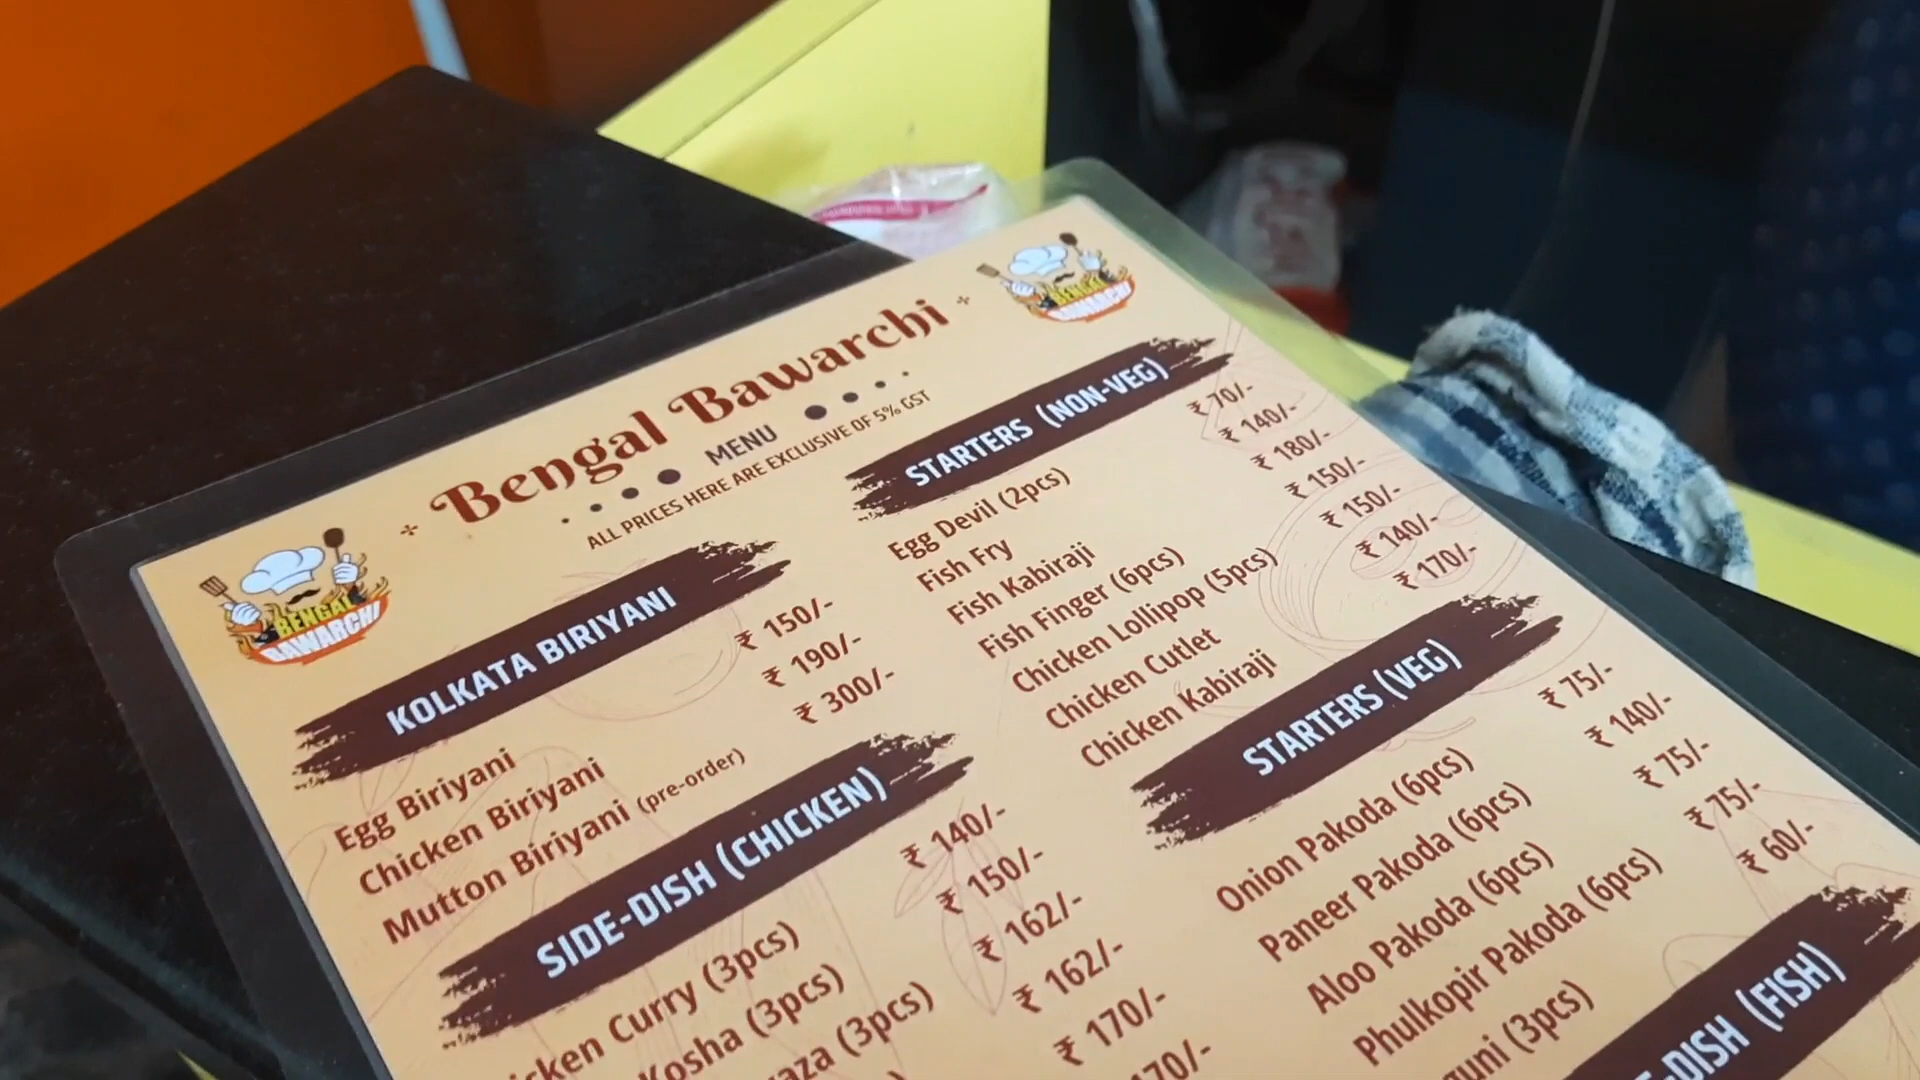 Bengal Bawarchi
MENU
ALL PRICES HERE ARE EXCLUSIVE OF 5% GST
BENGAL
BAWARCHI
BENGAL
BAWARCHI
KOLKATA BIRIYANI
Egg Biriyani ₹ 150/-
Chicken Biriyani ₹ 190/-
Mutton Biriyani (pre-order) ₹ 300/-
SIDE-DISH (CHICKEN)
Curry (3pcs) ₹ 140/-
Kosha (3pcs) ₹ 150/-
(3pcs) ₹ 162/-
₹ 162/-
₹ 170/-
170/-
STARTERS (NON-VEG)
Egg Devil (2pcs) ₹ 70/-
Fish Fry ₹ 140/-
Fish Kabiraji ₹ 180/-
Fish Finger (6pcs) ₹ 150/-
Chicken Lollipop (5pcs) ₹ 150/-
Chicken Cutlet ₹ 140/-
Chicken Kabiraji ₹ 170/-
STARTERS (VEG)
Onion Pakoda (6pcs) ₹ 75/-
Paneer Pakoda (6pcs) ₹ 140/-
Aloo Pakoda (6pcs) ₹ 75/-
Phulkopir Pakoda (6pcs) ₹ 75/-
(3pcs) ₹ 60/-
-DISH (FISH)